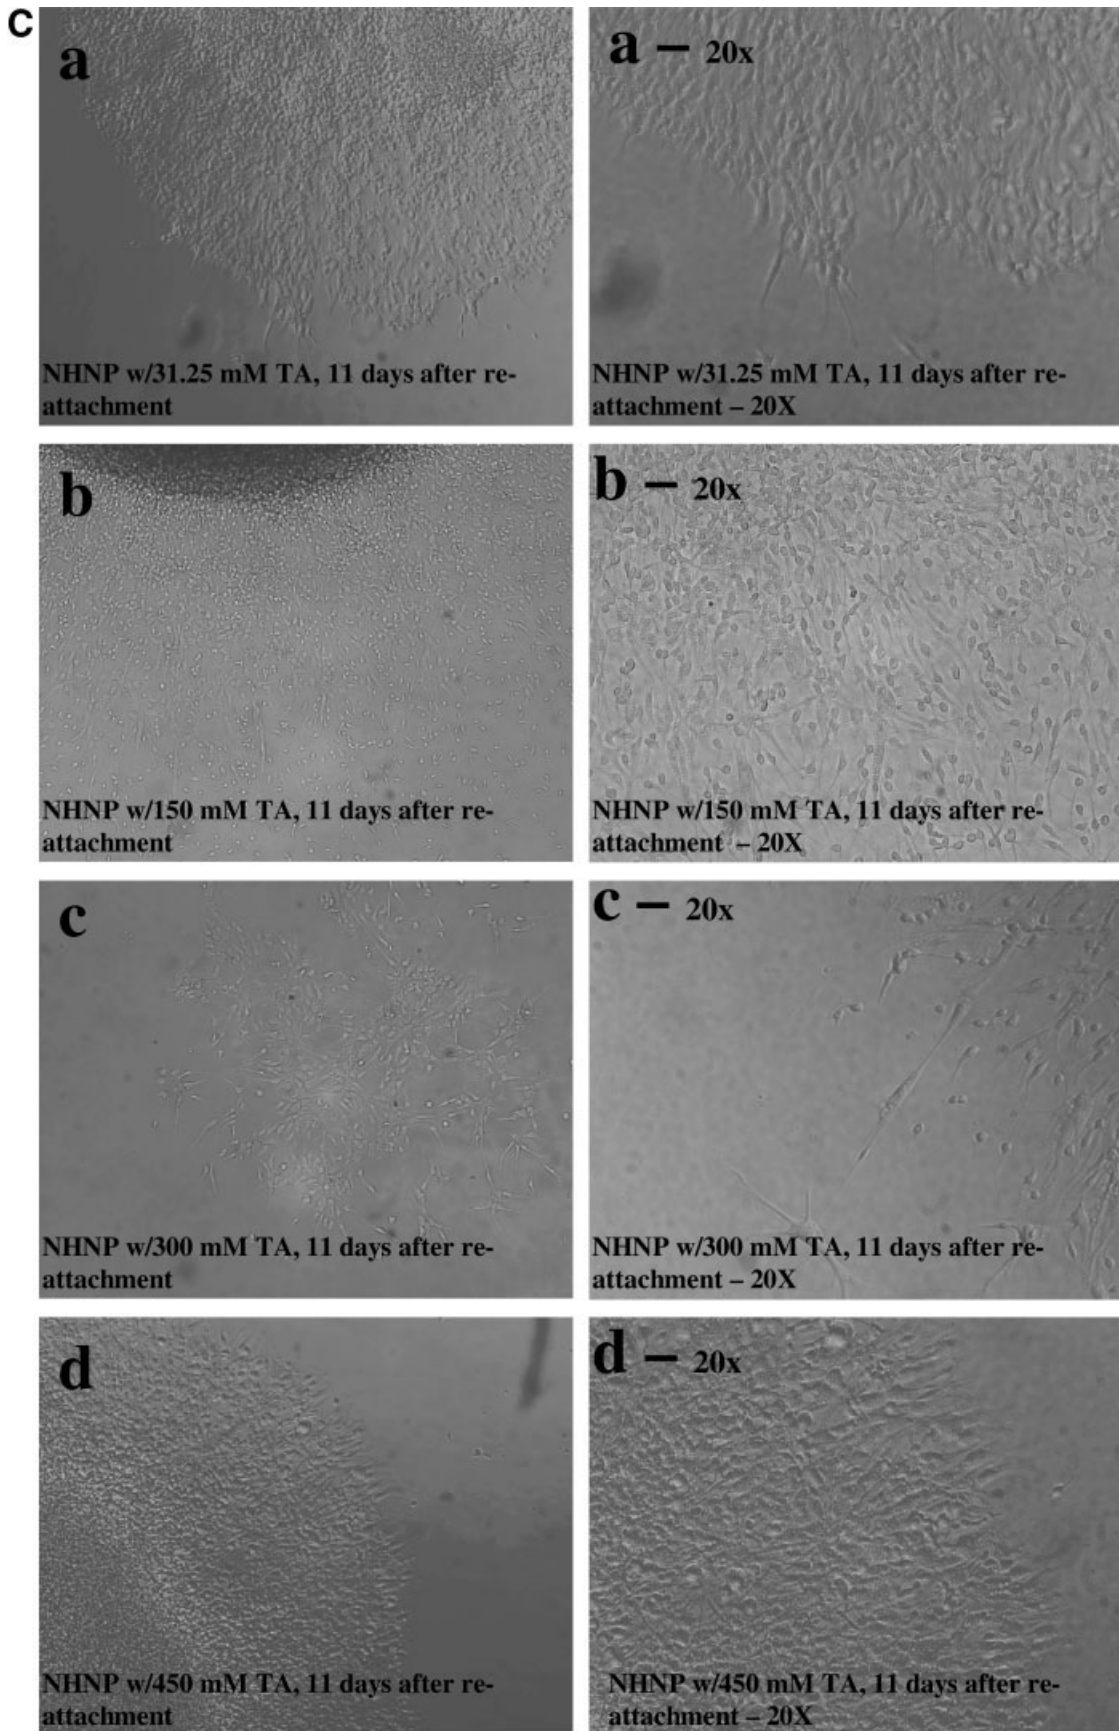 C
a
a – 20x
NHNP w/31.25 mM TA, 11 days after re-
attachment
NHNP w/31.25 mM TA, 11 days after re-
attachment – 20X
b
b – 20x
NHNP w/150 mM TA, 11 days after re-
attachment
NHNP w/150 mM TA, 11 days after re-
attachment – 20X
c
c – 20x
NHNP w/300 mM TA, 11 days after re-
attachment
NHNP w/300 mM TA, 11 days after re-
attachment – 20X
d
d – 20x
NHNP w/450 mM TA, 11 days after re-
attachment
NHNP w/450 mM TA, 11 days after re-
attachment – 20X